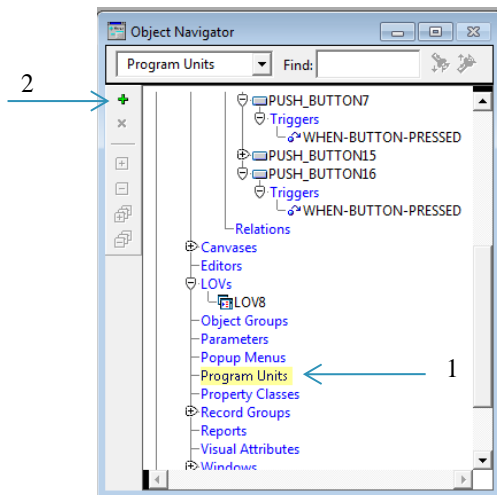 Object Navigator
Program Units Find:
2
PUSH_BUTTON7
Triggers
WHEN-BUTTON-PRESSED
PUSH_BUTTON15
PUSH_BUTTON16
Triggers
WHEN-BUTTON-PRESSED
Relations
Canvases
Editors
LOVs
LOV8
Object Groups
Parameters
Popup Menus
Program Units 1
Property Classes
Record Groups
Reports
Visual Attributes
Windows